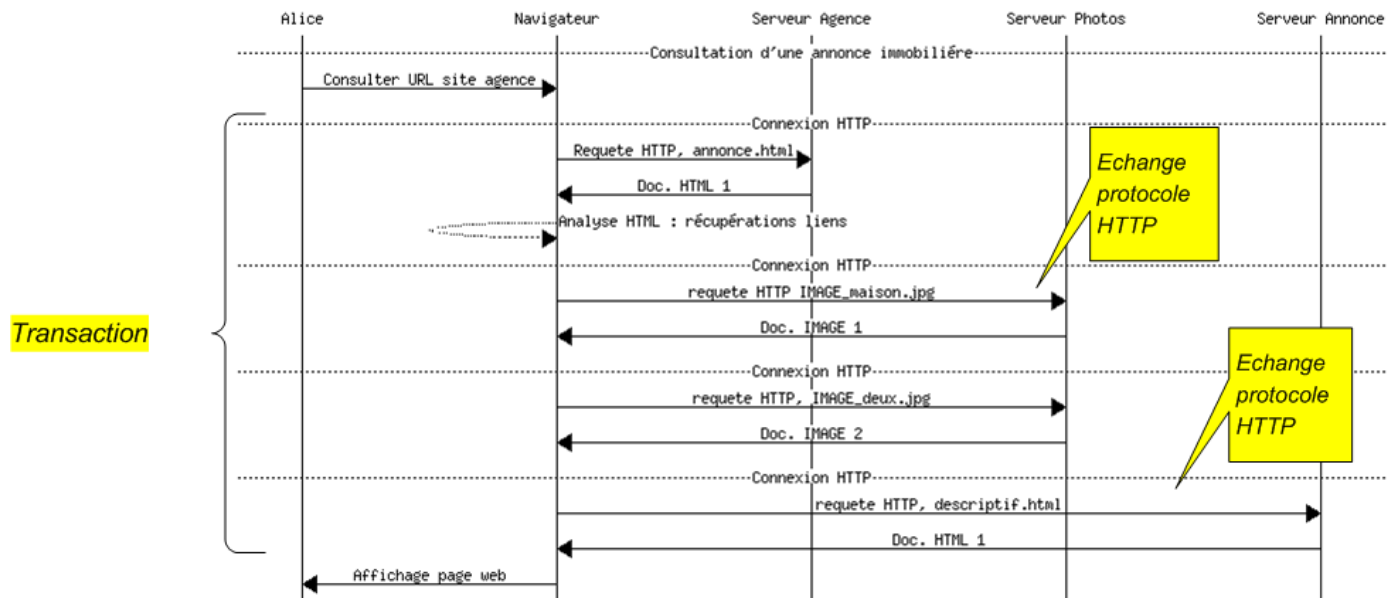 Alice Navigateur Serveur Agence Serveur Photos Serveur Annonce
Consultation d'une annonce immobiliére
Consulter URL site agence
Connexion HTTP
Requete HTTP, annonce.html
Echange
protocole
HTTP
Doc. HTML 1
Analyse HTML : récupérations liens
Connexion HTTP
requete HTTP IMAGE_maison.jpg
Transaction
Doc. IMAGE 1
Echange
protocole
HTTP
Connexion HTTP
requete HTTP, IMAGE_deux.jpg
Doc. IMAGE 2
Connexion HTTP
requete HTTP, descriptif.html
Doc. HTML 1
Affichage page web